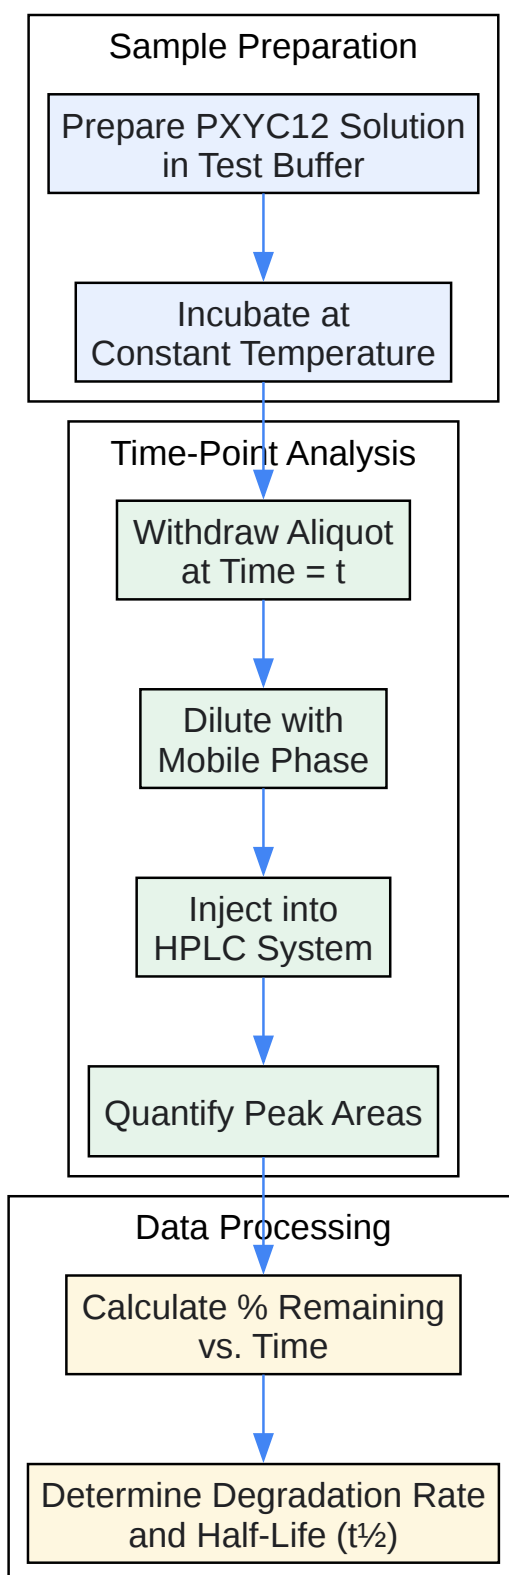 Sample Preparation
Prepare PXYC12 Solution
in Test Buffer
Incubate at
Constant Temperature
Time-Point Analysis
Withdraw Aliquot
at Time = t
Dilute with
Mobile Phase
Inject into
HPLC System
Quantify Peak Areas
Data Processing
Calculate % Remaining
vs. Time
Determine Degradation Rate
and Half-Life (t½)